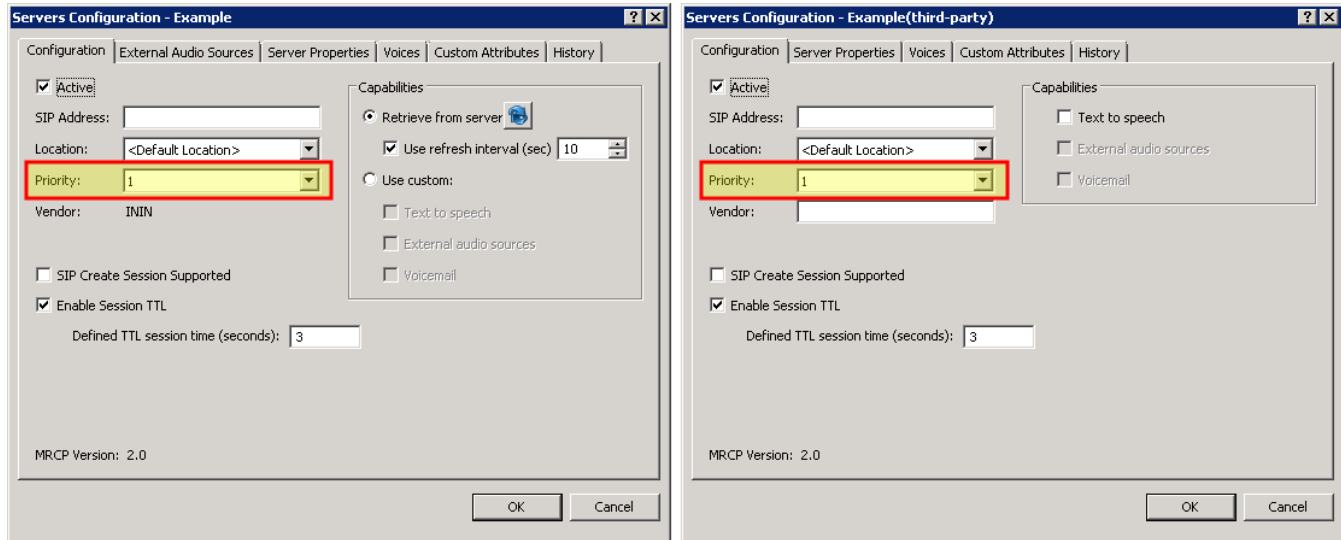 Servers Configuration - Example
Configuration External Audio Sources Server Properties Voices Custom Attributes History
Active
SIP Address:
Location: <Default Location>
Priority: 1
Vendor: ININ
Capabilities
Retrieve from server
Use refresh interval (sec) 10
Use custom:
Text to speech
External audio sources
Voicemail
SIP Create Session Supported
Enable Session TTL
Defined TTL session time (seconds): 3
MRCP Version: 2.0
OK Cancel
Servers Configuration - Example(third-party)
Configuration Server Properties Voices Custom Attributes History
Active
SIP Address:
Location: <Default Location>
Priority: 1
Vendor:
Capabilities
Text to speech
External audio sources
Voicemail
SIP Create Session Supported
Enable Session TTL
Defined TTL session time (seconds): 3
MRCP Version: 2.0
OK Cancel